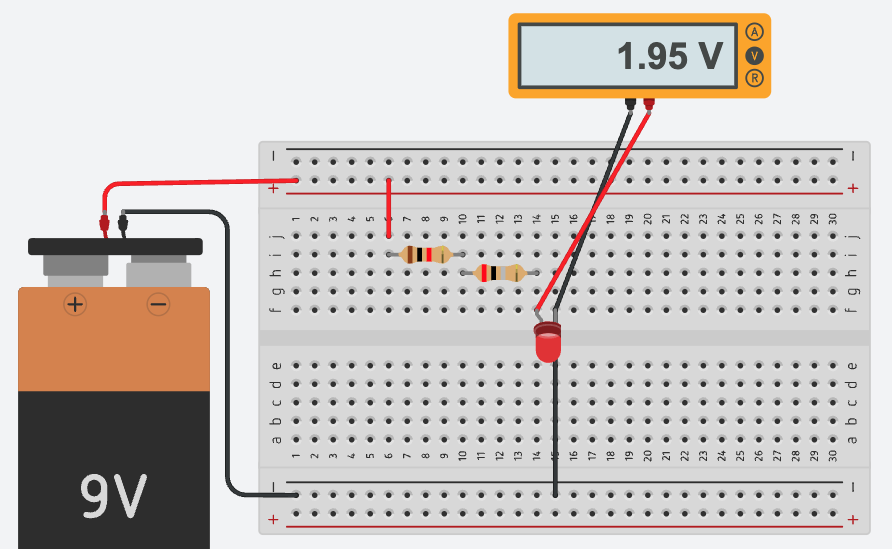 1.95 V
A
V
R
− −
+ +
1 2 3 4 5 6 7 8 9 10 11 12 13 14 15 16 17 18 19 20 21 22 23 24 25 26 27 28 29 30
j j
i i
h h
g g
f f
+ −
e e
d d
c c
b b
a a
1 2 3 4 5 6 7 8 9 10 11 12 13 14 15 16 17 18 19 20 21 22 23 24 25 26 27 28 29 30
9V
− −
+ +